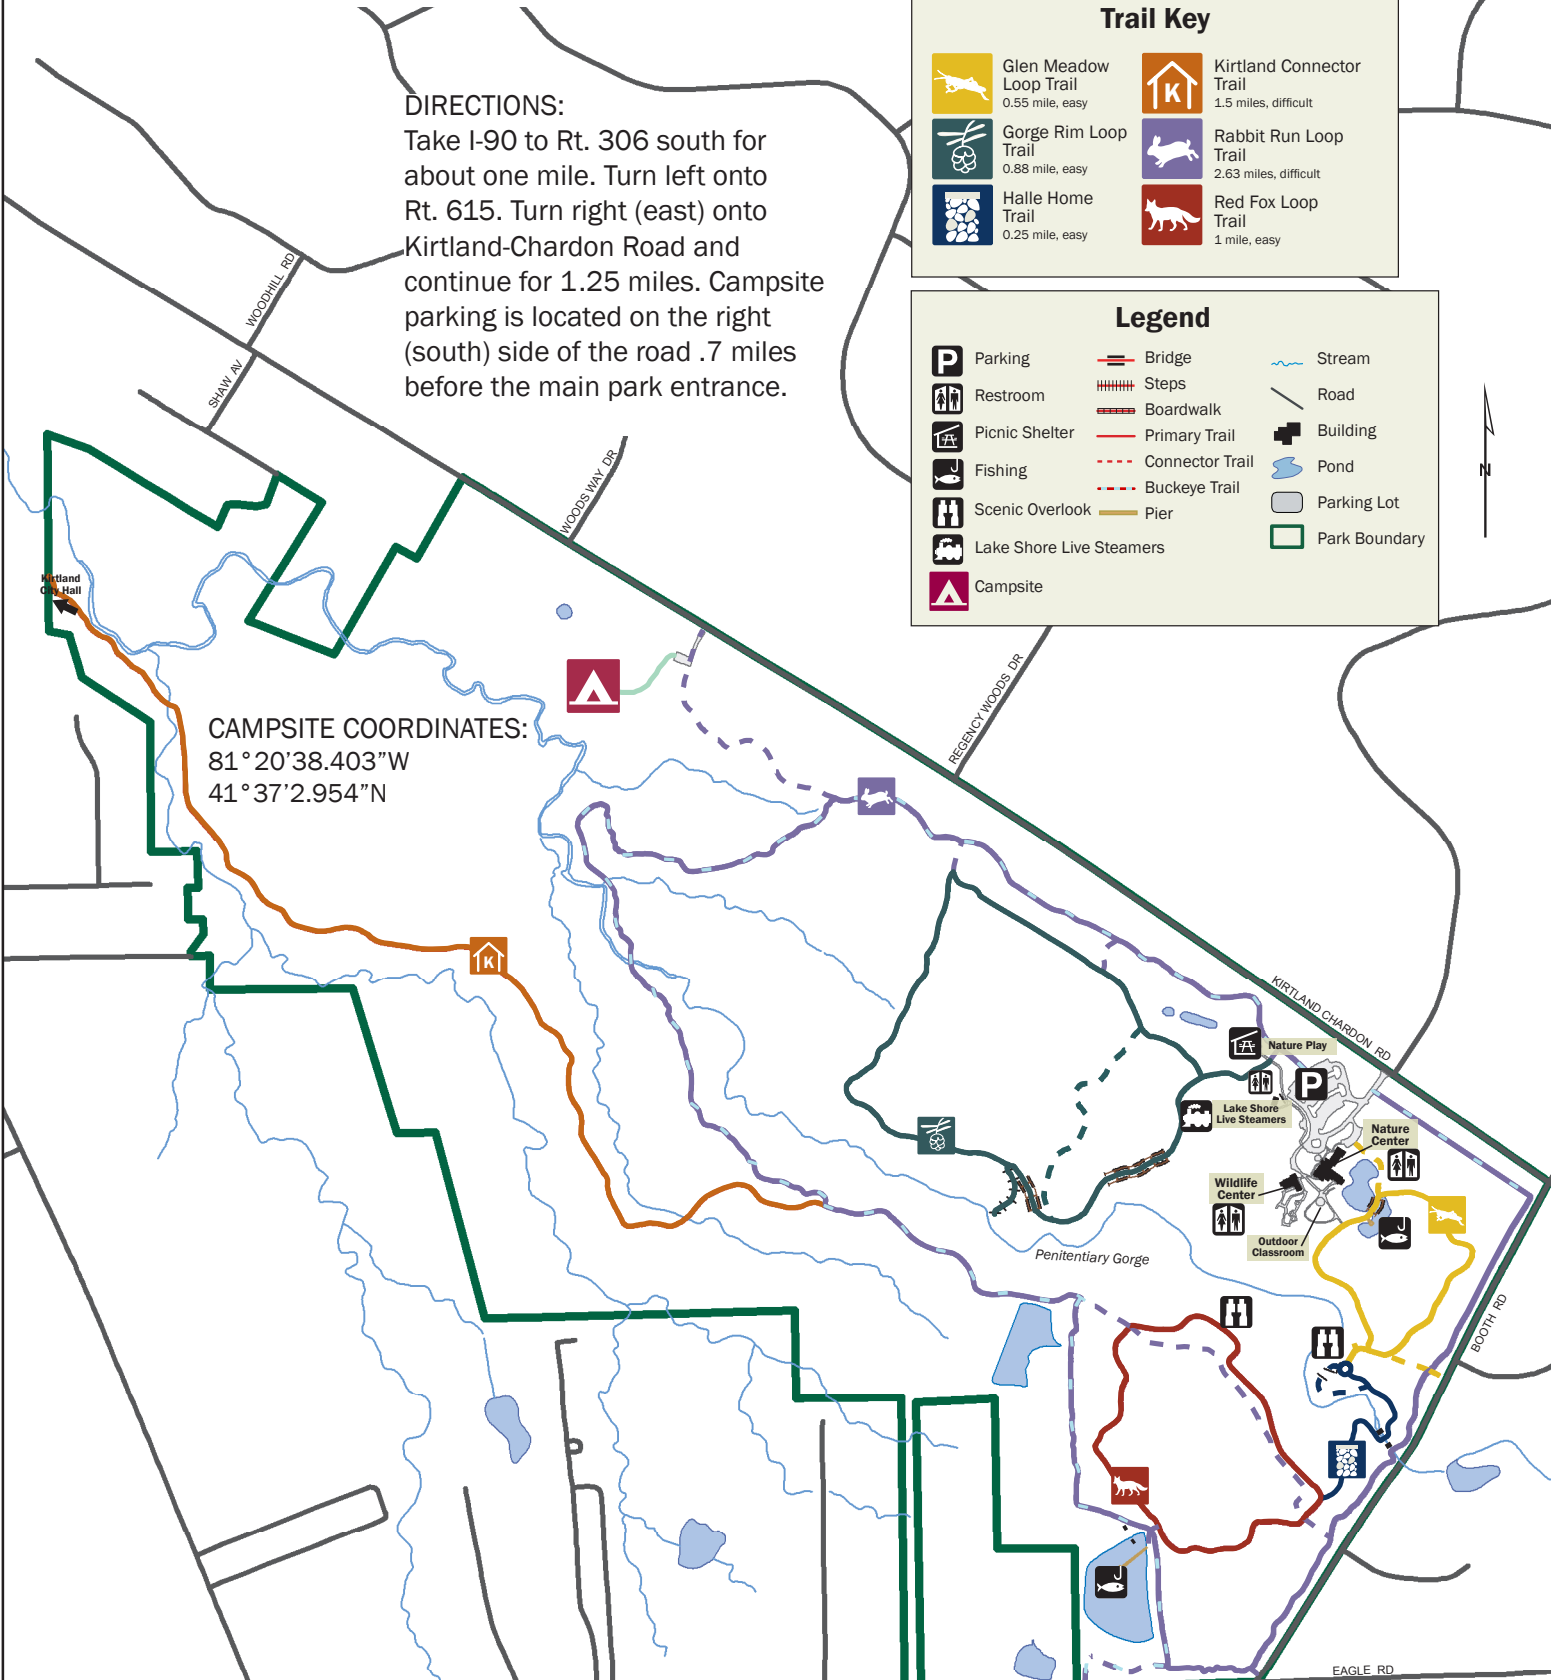 Trail Key
Glen Meadow
Loop Trail
0.55 mile, easy
Gorge Rim Loop
Trail
0.88 mile, easy
Halle Home
Trail
0.25 mile, easy
K
Kirtland Connector
Trail
1.5 miles, difficult
Rabbit Run Loop
Trail
2.63 miles, difficult
Red Fox Loop
Trail
1 mile, easy
DIRECTIONS:
Take I-90 to Rt. 306 south for
about one mile. Turn left onto
Rt. 615. Turn right (east) onto
Kirtland-Chardon Road and
continue for 1.25 miles. Campsite
parking is located on the right
(south) side of the road .7 miles
before the main park entrance.
Legend
P
Parking
Restroom
Picnic Shelter
Fishing
Scenic Overlook
Lake Shore Live Steamers
Campsite
Bridge
Steps
Boardwalk
Primary Trail
Connector Trail
Buckeye Trail
Pier
Stream
Road
Building
Pond
Parking Lot
Park Boundary
N
WOODHILL RD
SHAW AV
WOODS WAY DR
REGENCY WOODS DR
Kirtland
City Hall
CAMPSITE COORDINATES:
81°20’38.403”W
41°37’2.954”N
K
KIRTLAND CHARDON RD
Nature Play
P
Lake Shore
Live Steamers
Nature
Center
Wildlife
Center
Outdoor
Classroom
Penitentiary Gorge
BOOTH RD
EAGLE RD